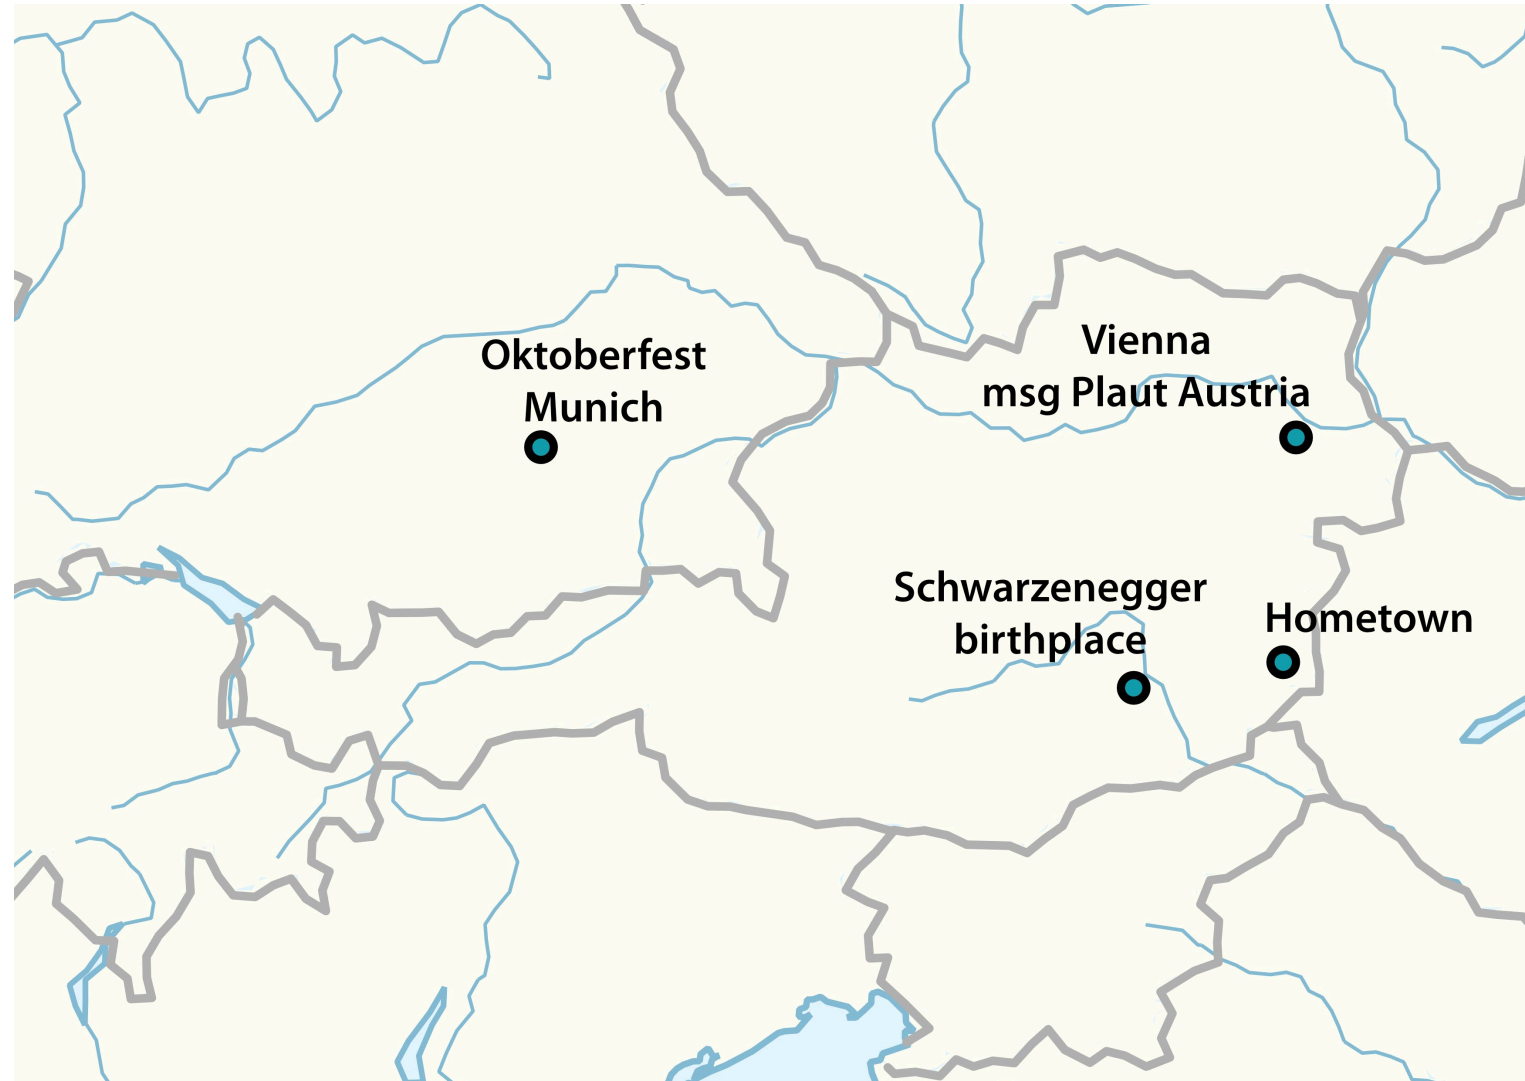 Oktoberfest
Munich
Vienna
msg Plaut Austria
Schwarzenegger
birthplace
Hometown